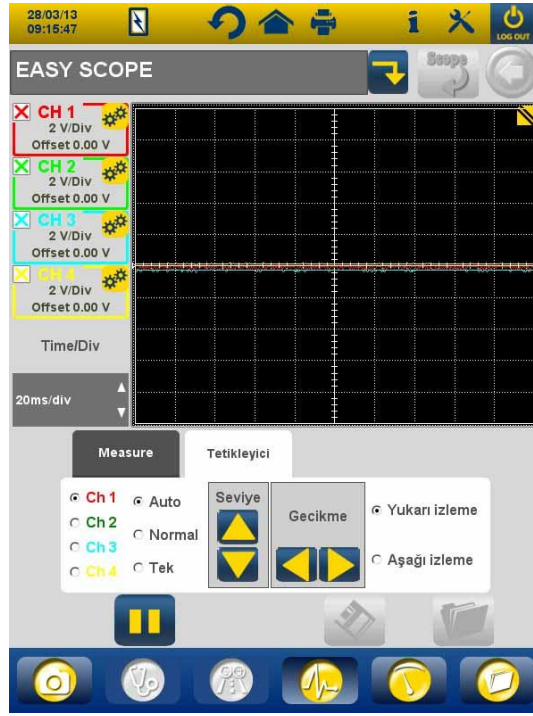 28/03/13
09:15:47
LOG OUT
EASY SCOPE
Scope
CH 1
2 V/Div
Offset 0.00 V
CH 2
2 V/Div
Offset 0.00 V
CH 3
2 V/Div
Offset 0.00 V
CH 4
2 V/Div
Offset 0.00 V
Time/Div
20ms/div
Measure
Tetikleyici
Ch 1
Ch 2
Ch 3
Ch 4
Auto
Normal
Tek
Seviye
Gecikme
Yukarı izleme
Aşağı izleme